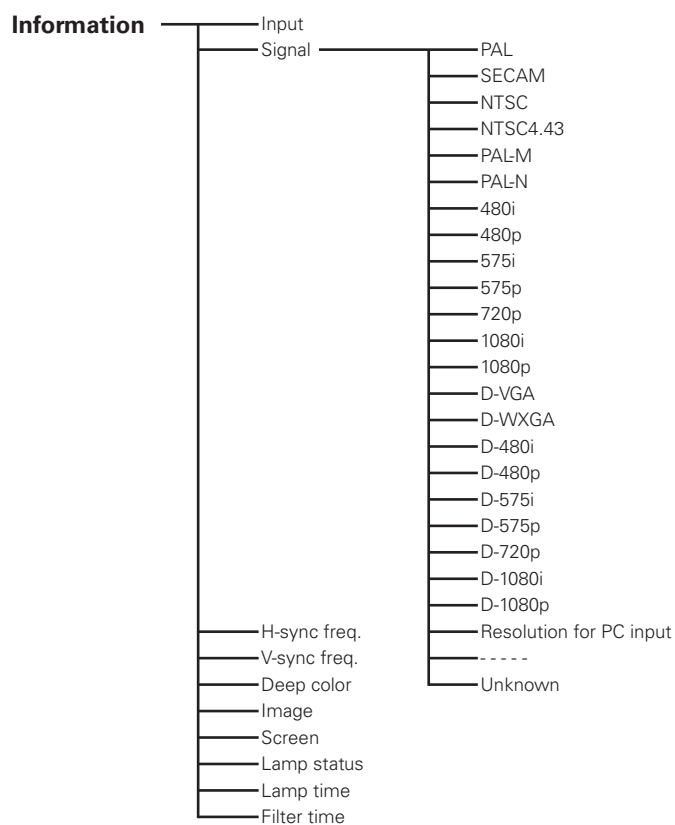 Information
Input
Signal
PAL
SECAM
NTSC
NTSC4.43
PAL-M
PAL-N
480i
480p
575i
575p
720p
1080i
1080p
D-VGA
D-WXGA
D-480i
D-480p
D-575i
D-575p
D-720p
D-1080i
D-1080p
Resolution for PC input
- - - - -
Unknown
H-sync freq.
V-sync freq.
Deep color
Image
Screen
Lamp status
Lamp time
Filter time